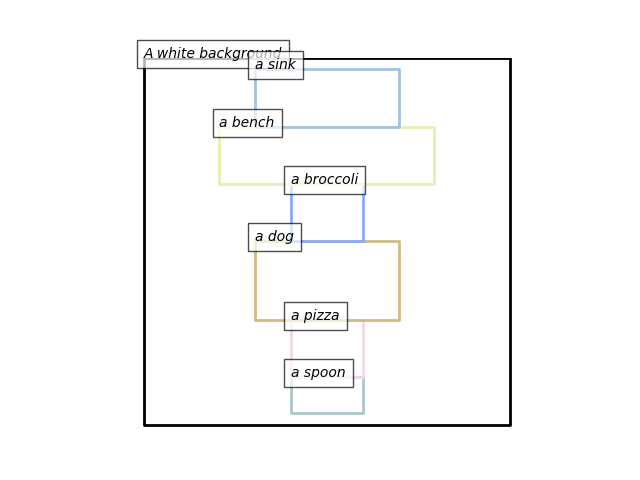 A white background
a sink
a bench
a broccoli
a dog
a pizza
a spoon